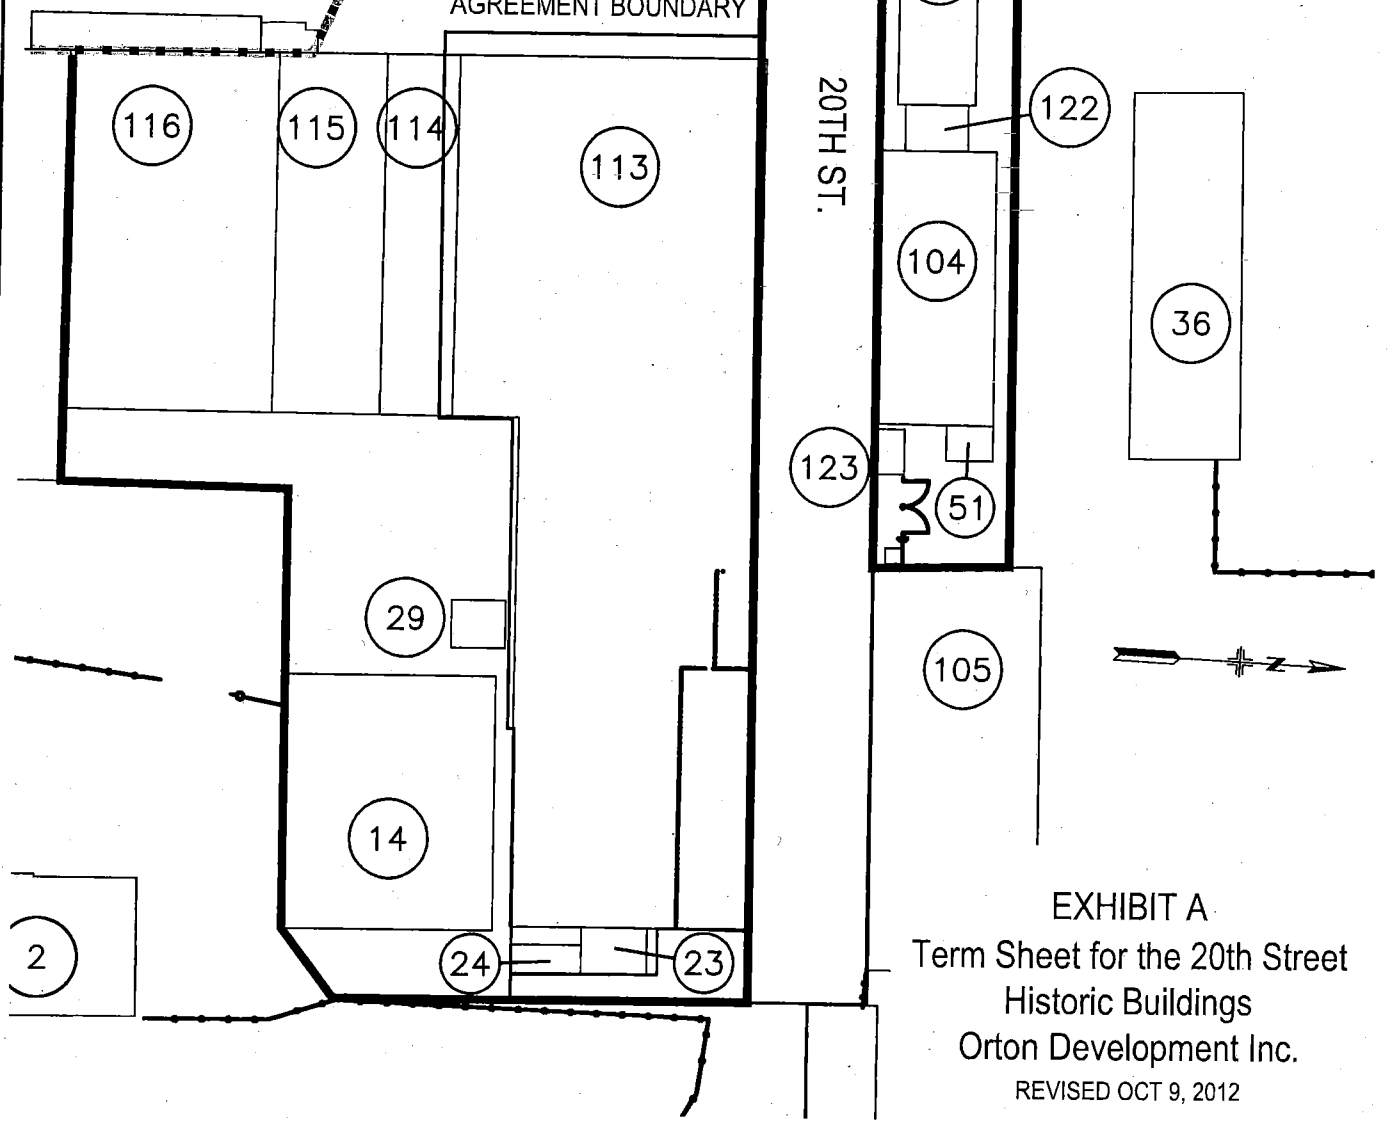 AGREEMENT BOUNDARY
116
115
114
113
20TH ST.
122
104
36
123
51
29
105
N
14
2
24
23
EXHIBIT A
Term Sheet for the 20th Street
Historic Buildings
Orton Development Inc.
REVISED OCT 9, 2012